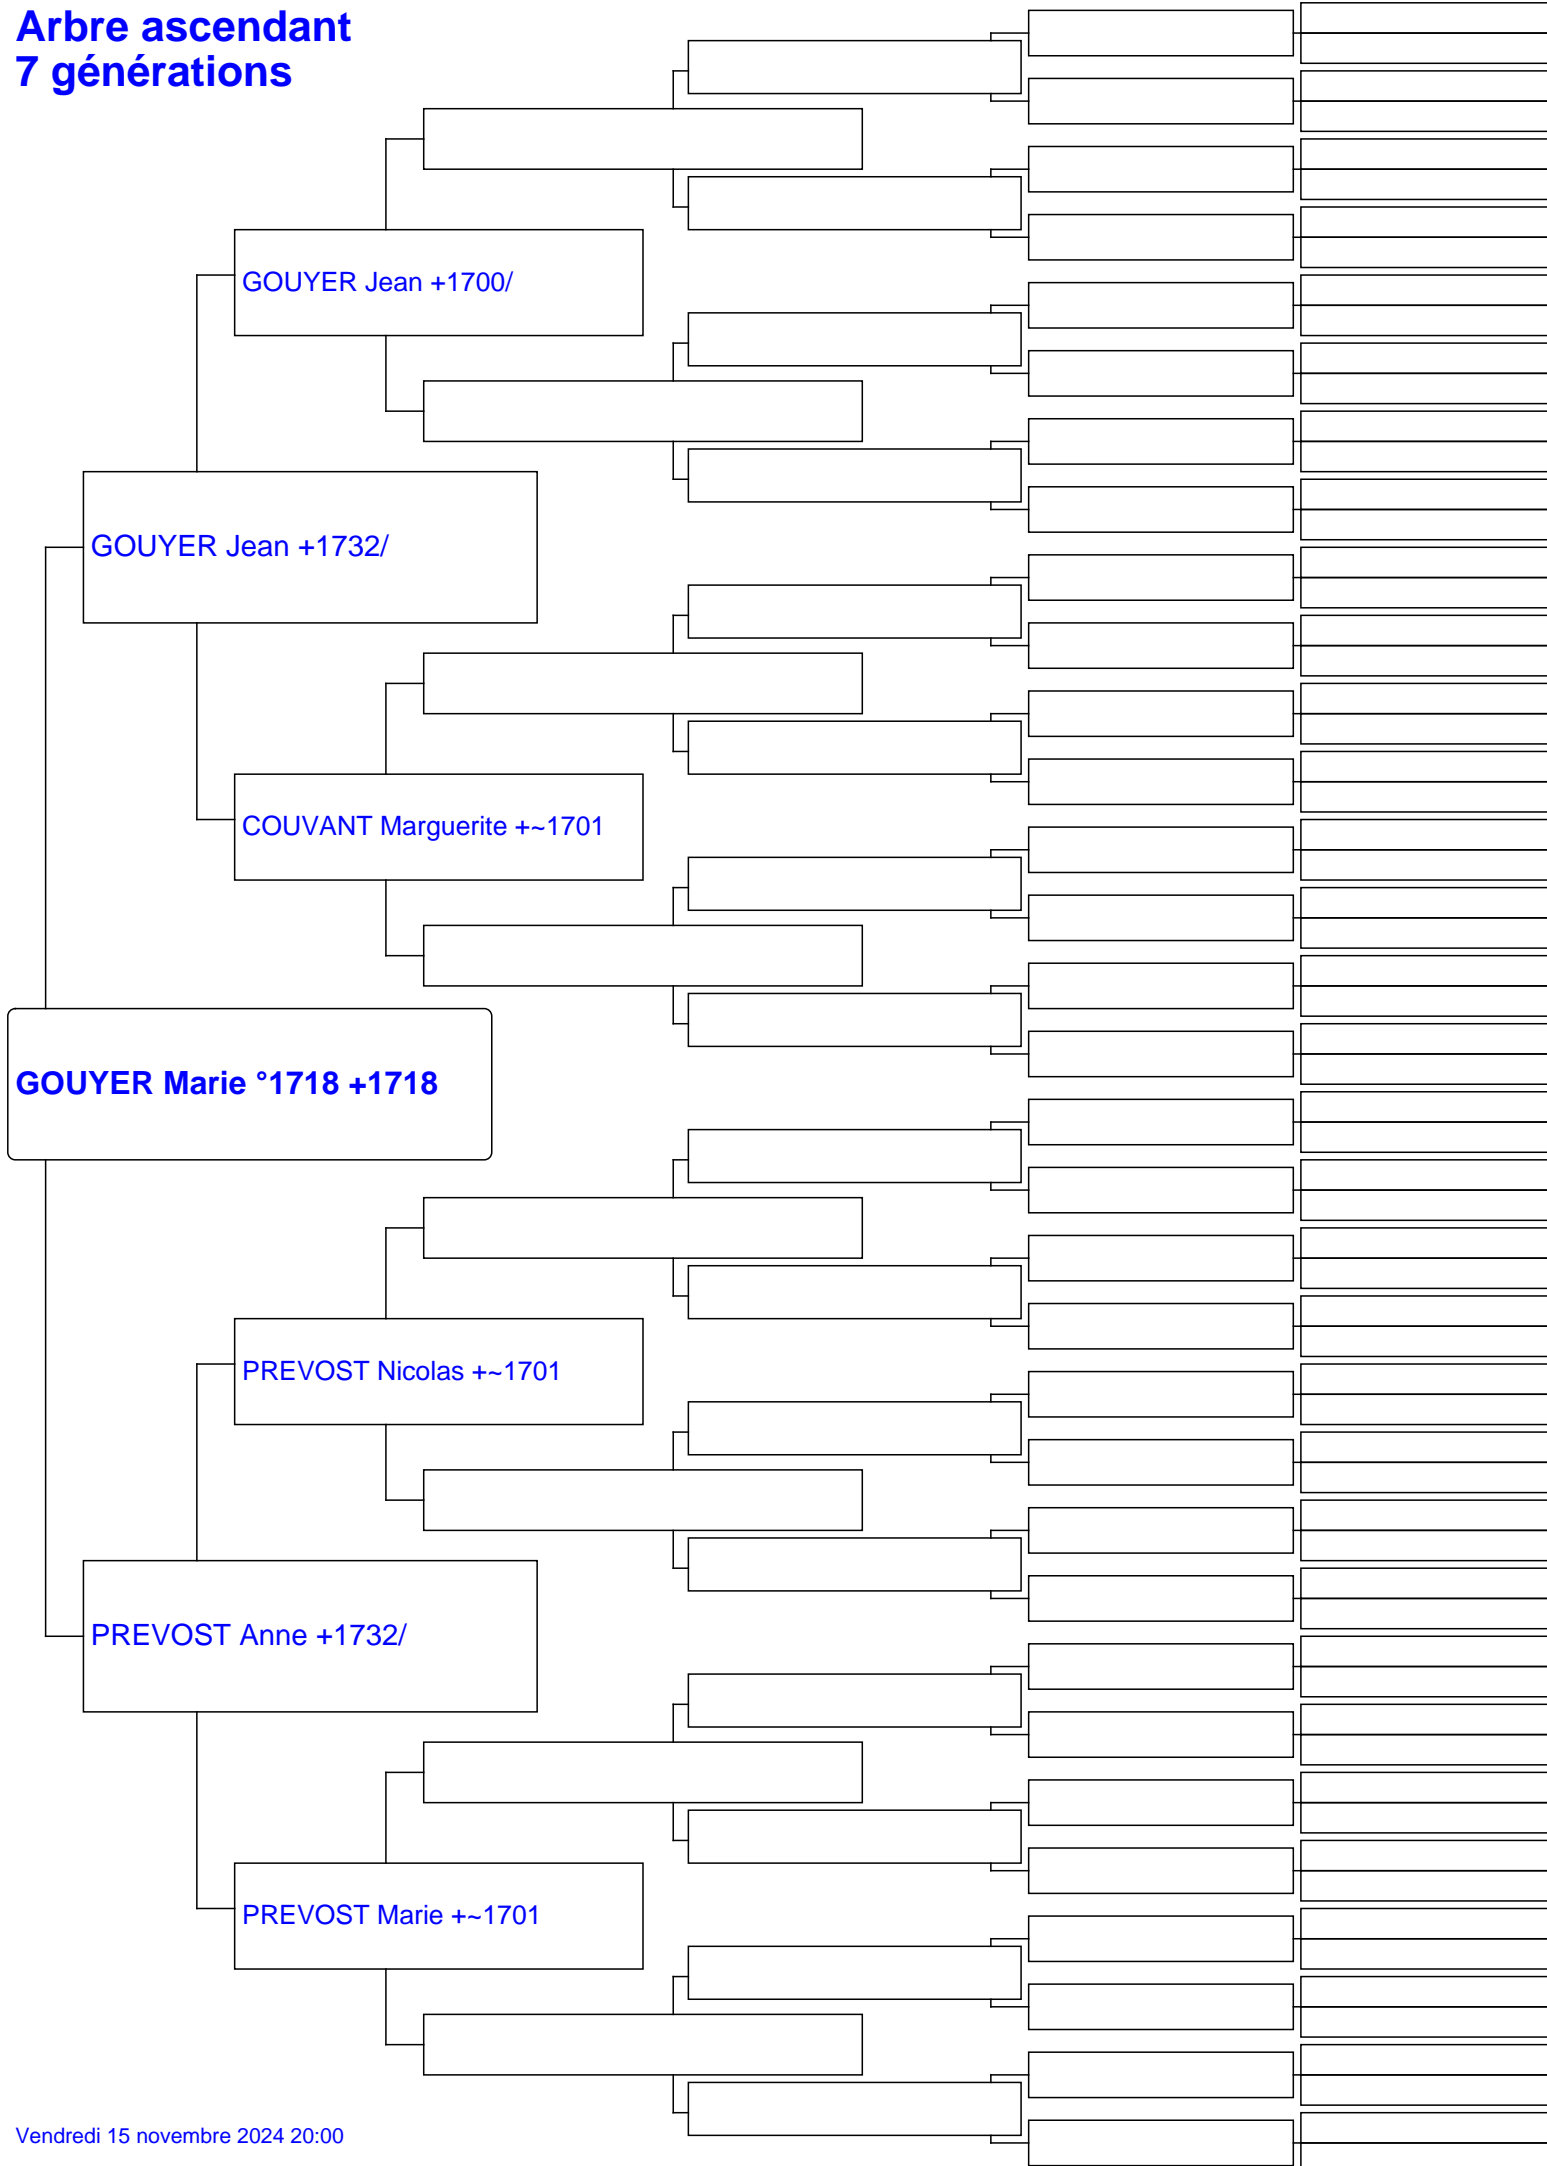 Arbre ascendant
7 générations
GOUYER Jean +1700/
GOUYER Jean +1732/
COUVANT Marguerite +~1701
GOUYER Marie °1718 +1718
PREVOST Nicolas +~1701
PREVOST Anne +1732/
PREVOST Marie +~1701
Vendredi 15 novembre 2024 20:00